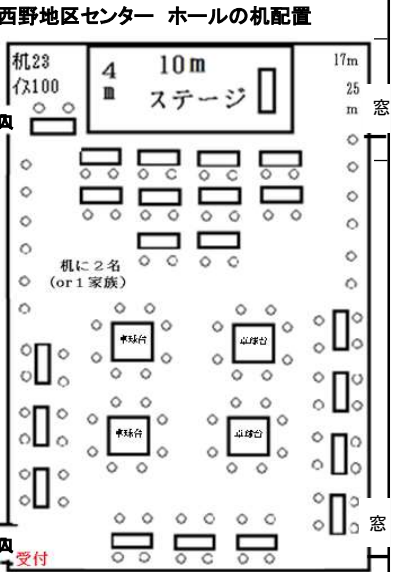 西野地区センター ホールの机配置
机23
イス100
4
m
10m
ステージ
17m
25
m
窓
机に2名
(or1家族)
卓球台
卓球台
卓球台
卓球台
窓
受付